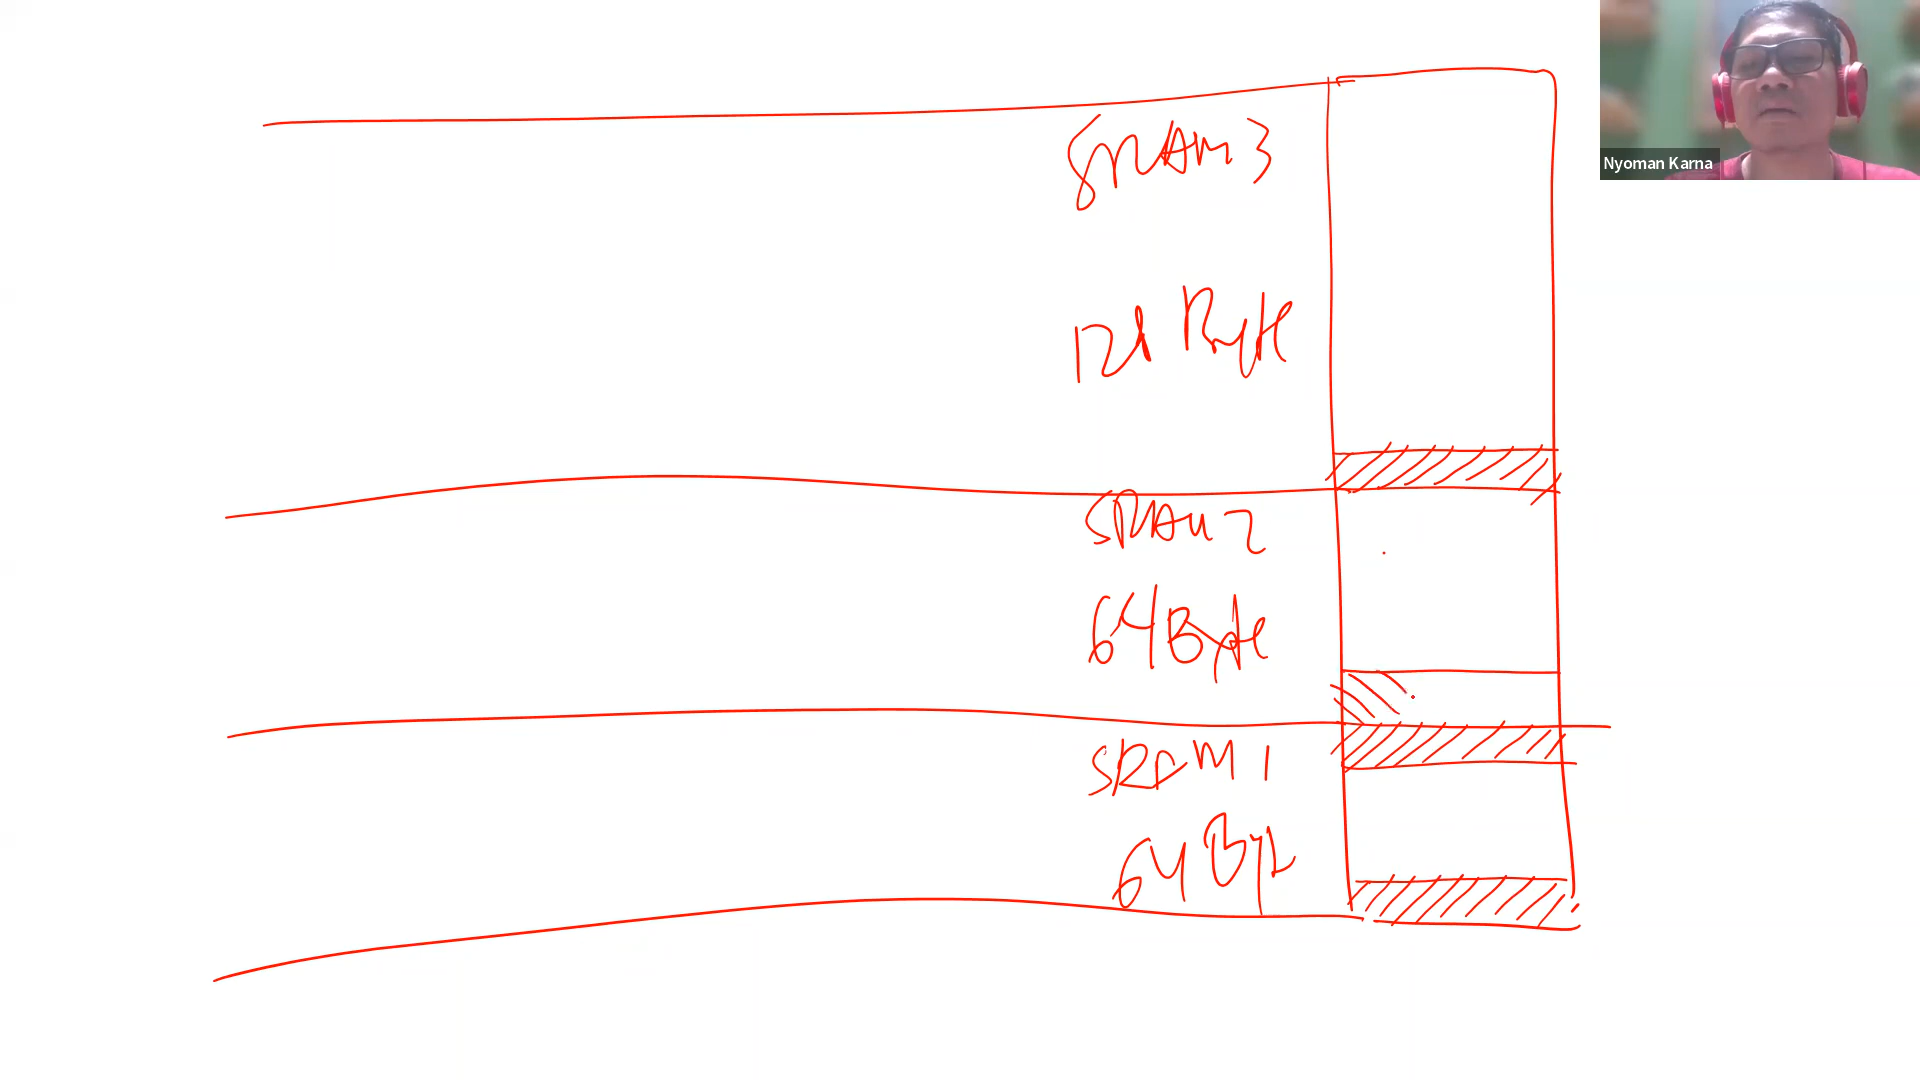 SRAM 3
Nyoman Karna
128 Byte
SRAM 2
64 Byte
SRAM 1
64 Byte